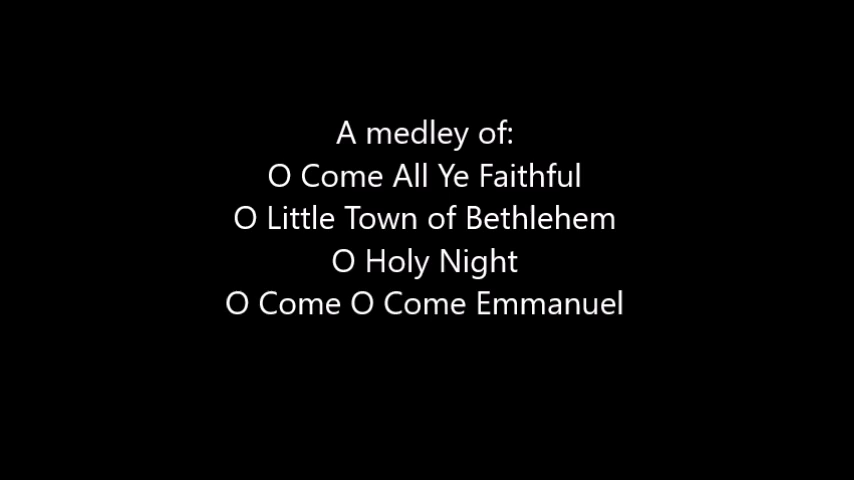 A medley of:
O Come All Ye Faithful
O Little Town of Bethlehem
O Holy Night
O Come O Come Emmanuel